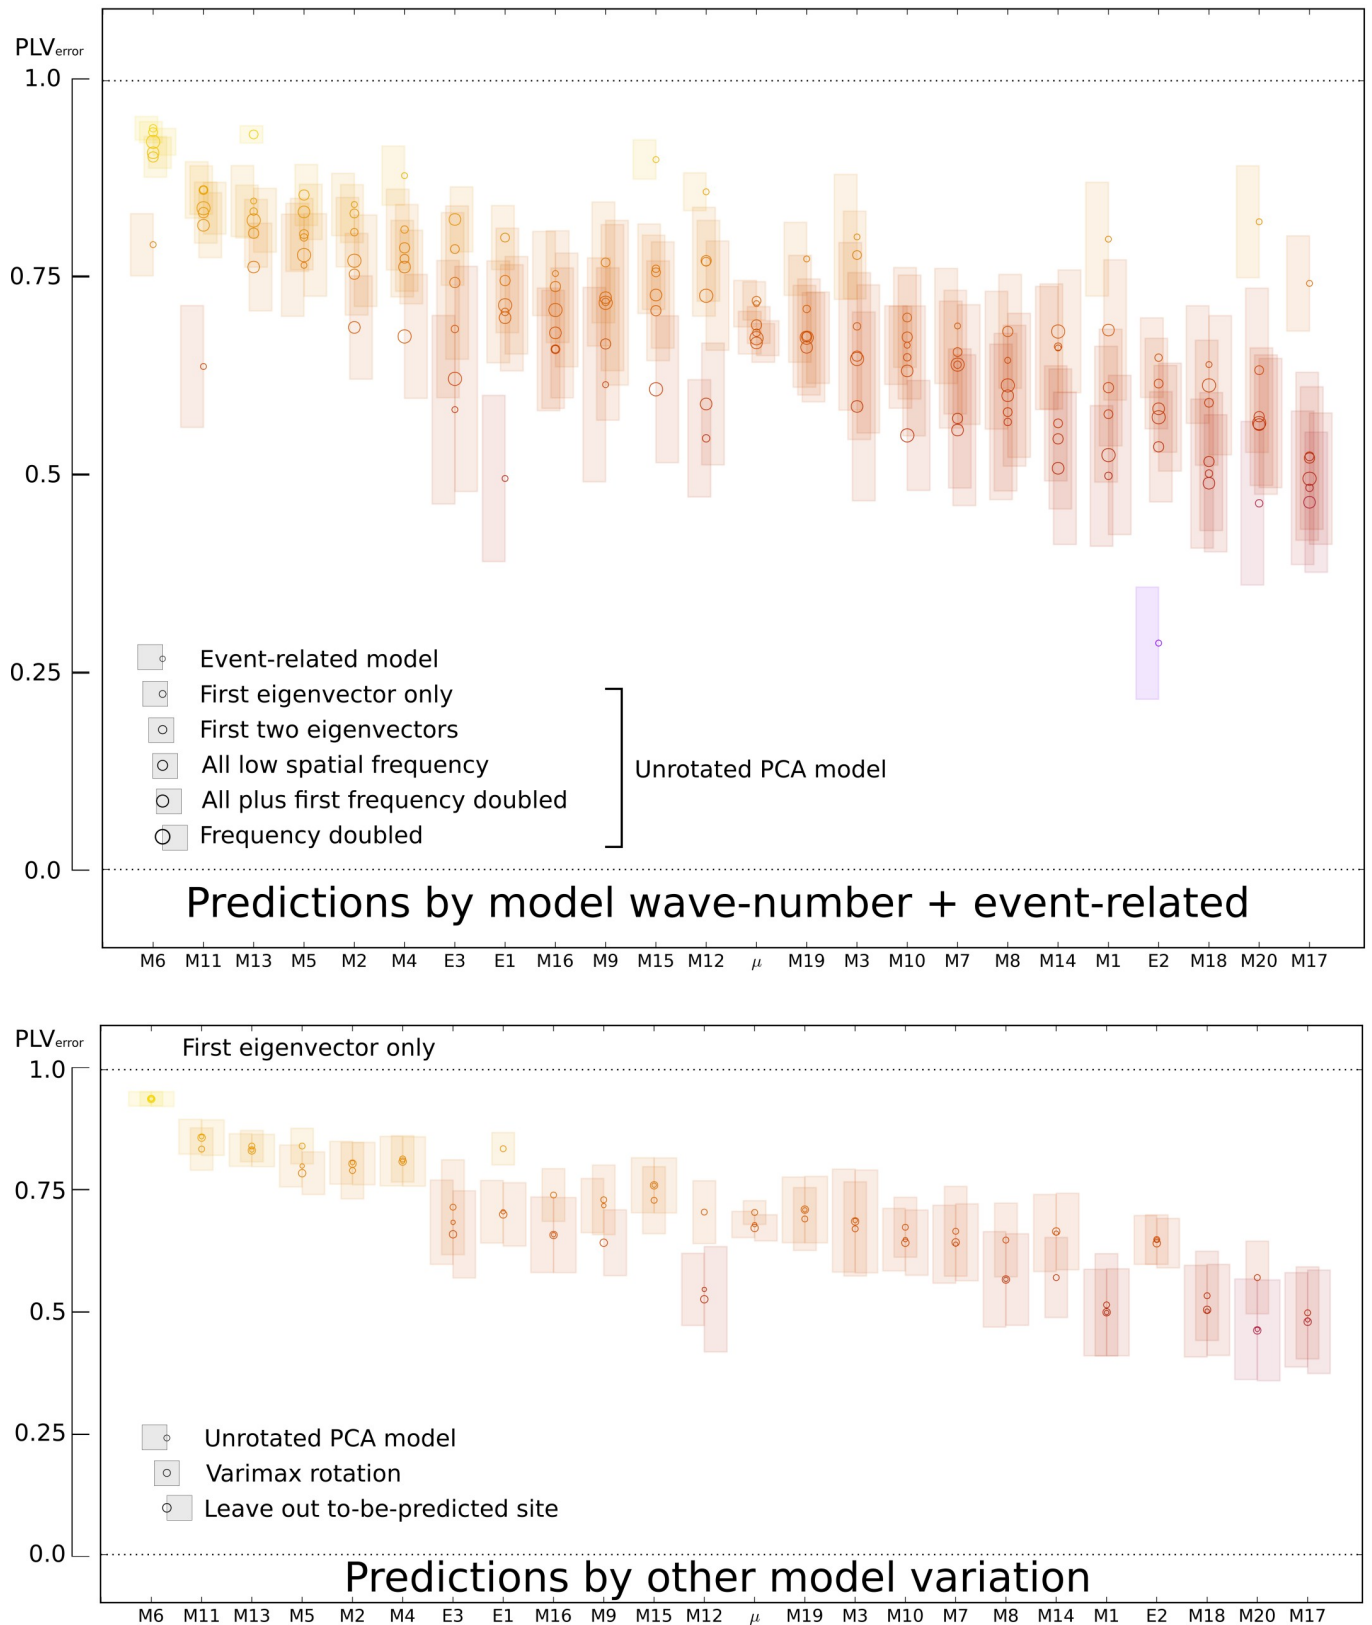 PLVerror
1.0
0.75
0.5
0.25
0.0
Event-related model
First eigenvector only
First two eigenvectors
All low spatial frequency
All plus first frequency doubled
Frequency doubled
Unrotated PCA model
Predictions by model wave-number + event-related
M6 M11 M13 M5 M2 M4 E3 E1 M16 M9 M15 M12 μ M19 M3 M10 M7 M8 M14 M1 E2 M18 M20 M17
PLVerror
First eigenvector only
1.0
0.75
0.5
0.25
0.0
Unrotated PCA model
Varimax rotation
Leave out to-be-predicted site
Predictions by other model variation
M6 M11 M13 M5 M2 M4 E3 E1 M16 M9 M15 M12 μ M19 M3 M10 M7 M8 M14 M1 E2 M18 M20 M17